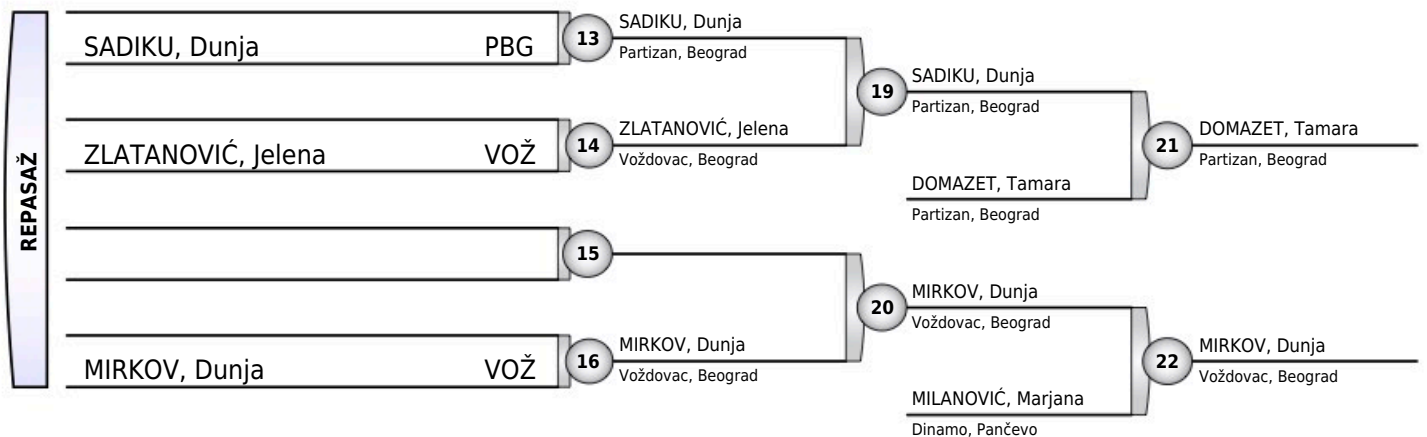 REPASAŽ
SADIKU, Dunja PBG
13
SADIKU, Dunja
Partizan, Beograd
ZLATANOVIĆ, Jelena VOŽ
14
ZLATANOVIĆ, Jelena
Voždovac, Beograd
19
SADIKU, Dunja
Partizan, Beograd
DOMAZET, Tamara
Partizan, Beograd
21
DOMAZET, Tamara
Partizan, Beograd
15
MIRKOV, Dunja VOŽ
16
MIRKOV, Dunja
Voždovac, Beograd
20
MIRKOV, Dunja
Voždovac, Beograd
MILANOVIĆ, Marjana
Dinamo, Pančevo
22
MIRKOV, Dunja
Voždovac, Beograd